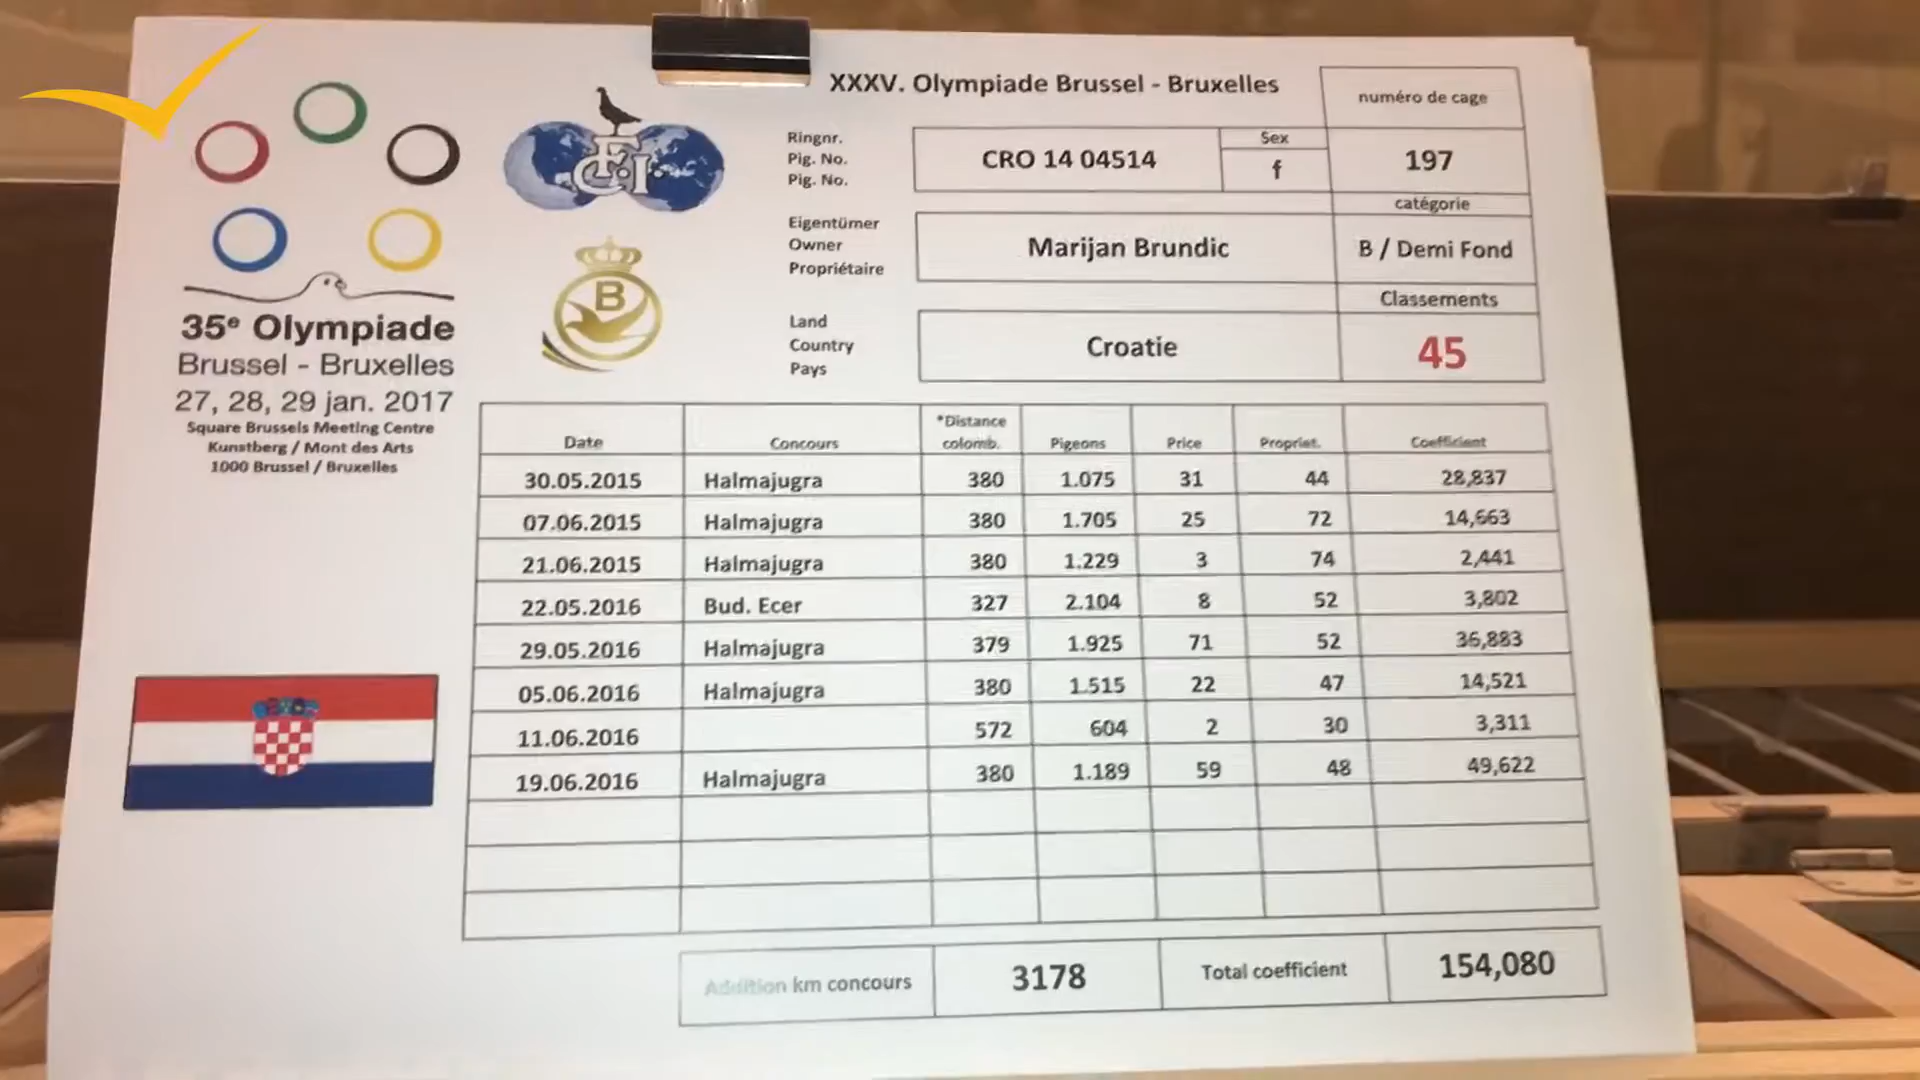 XXXV. Olympiade Brussel - Bruxelles
numéro de cage
Ringnr.
Pig. No.
Pig. No.
CRO 14 04514
Sex
f
197
catégorie
Eigentümer
Owner
Propriétaire
Marijan Brundic
B / Demi Fond
Classements
Land
Country
Pays
Croatie
45
F.C.I.
B
35e Olympiade
Brussel - Bruxelles
27, 28, 29 jan. 2017
Square Brussels Meeting Centre
Kunstberg / Mont des Arts
1000 Brussel / Bruxelles
Date Concours *Distance colomb. Pigeons Price Propriet. Coefficient
30.05.2015 Halmajugra 380 1.075 31 44 28,837
07.06.2015 Halmajugra 380 1.705 25 72 14,663
21.06.2015 Halmajugra 380 1.229 3 74 2,441
22.05.2016 Bud. Ecer 327 2.104 8 52 3,802
29.05.2016 Halmajugra 379 1.925 71 52 36,883
05.06.2016 Halmajugra 380 1.515 22 47 14,521
11.06.2016 572 604 2 30 3,311
19.06.2016 Halmajugra 380 1.189 59 48 49,622
Addition km concours 3178 Total coefficient 154,080